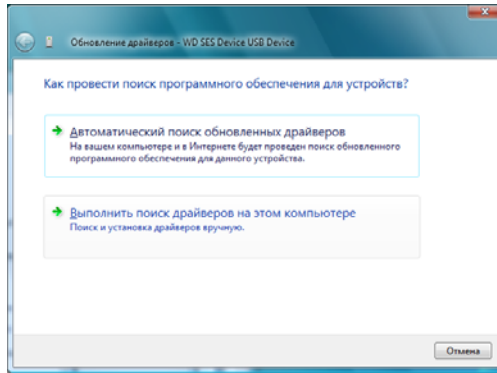 Обновление драйверов - WD SES Device USB Device
Как провести поиск программного обеспечения для устройств?
Автоматический поиск обновленных драйверов
На вашем компьютере и в Интернете будет проведен поиск обновленного
программного обеспечения для данного устройства.
Выполнить поиск драйверов на этом компьютере
Поиск и установка драйверов вручную.
Отмена